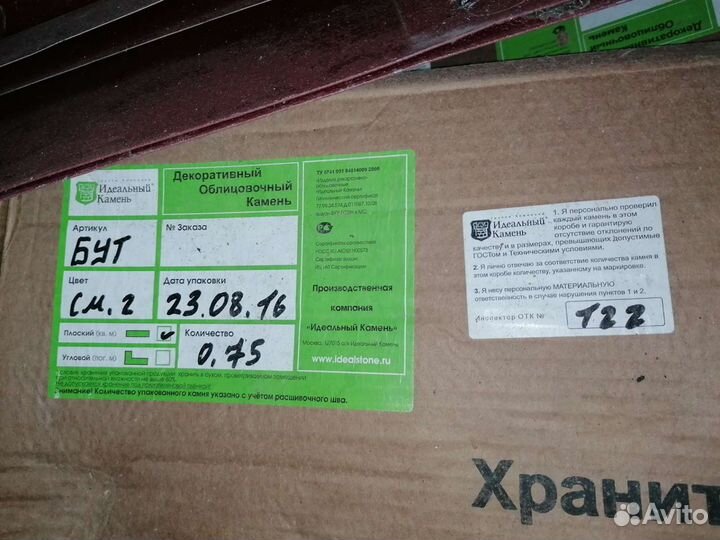 Декоративный
Облицовочный
Камень
Идеальный
Камень
Декоративный
Облицовочный
Камень
Артикул
БУТ
№ Заказа
Цвет
см. 2
Дата упаковки
23.08.16
Плоский (кв. м)
Угловой (пог. м)
Количество
0.75
Производственная
компания
«Идеальный Камень»
www.idealstone.ru
Внимание! Количество упакованного камня указано с учётом расшивочного шва.
Идеальный
Камень
1. Я персонально проверил
каждый камень в этом
коробе и гарантирую
отсутствие отклонений по
качеству и в размерах, превышающих допустимые
ГОСТом и Техническими условиями.
2. Я лично отвечаю за соответствие количества камня в
этом коробе количеству, указанному на маркировке.
3. Я несу персональную МАТЕРИАЛЬНУЮ
ответственность в случае нарушения пунктов 1 и 2.
Инспектор ОТК №
122
Хранит
Avito